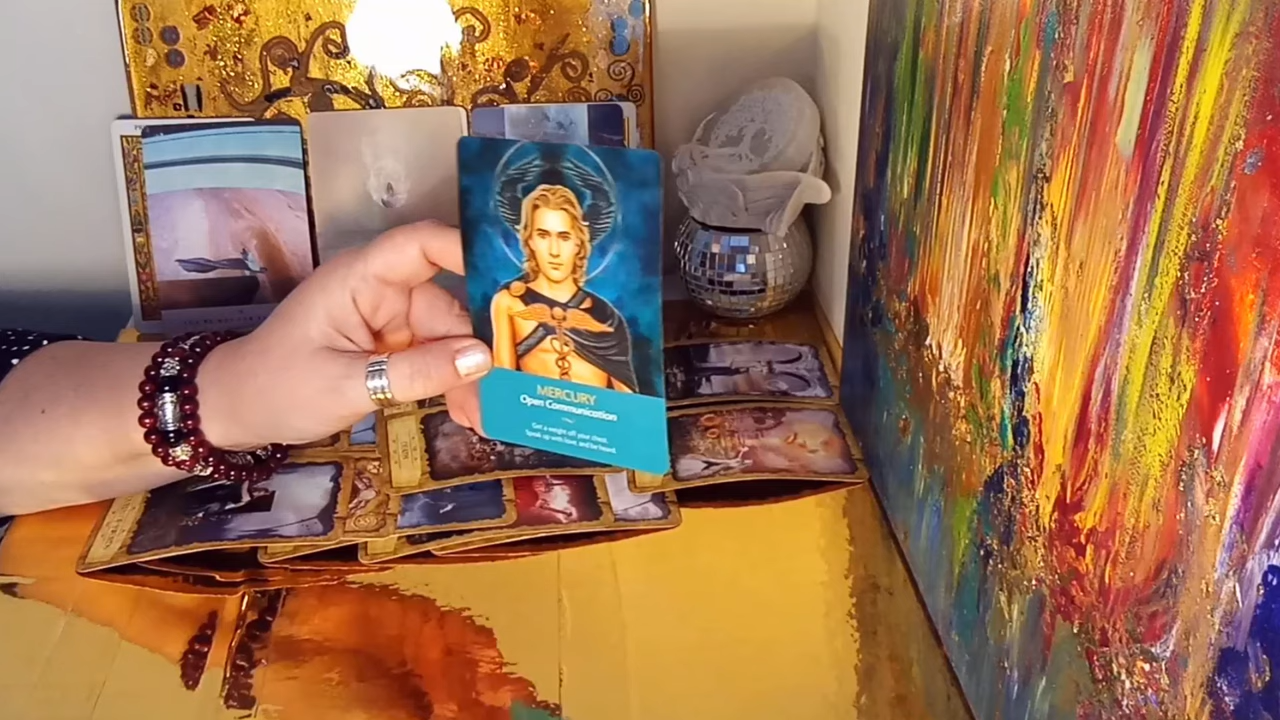 MERCURY
Open Communication
Get a weight off your chest.
Speak up with love, and be heard.